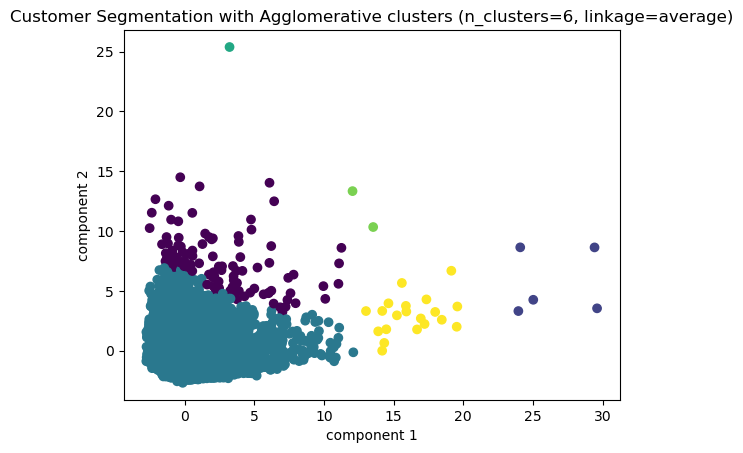 Customer Segmentation with Agglomerative clusters (n_clusters=6, linkage=average)
25
20
15
10
5
0
component 2
0 5 10 15 20 25 30
component 1